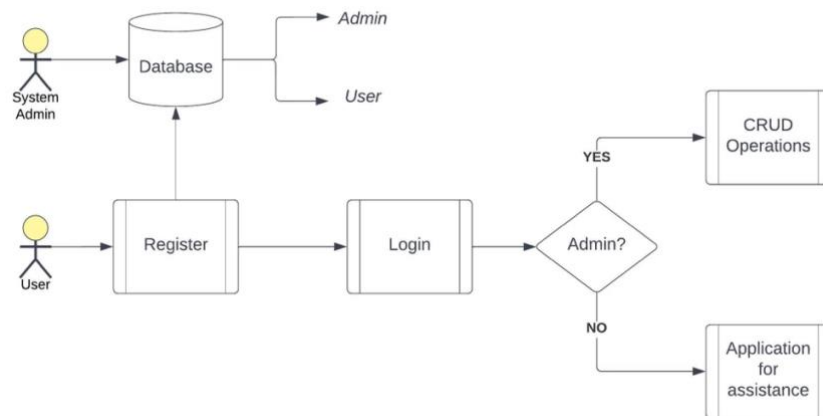 Admin
Database
User
System
Admin
CRUD
Operations
YES
Register
Login
Admin?
User
NO
Application
for
assistance